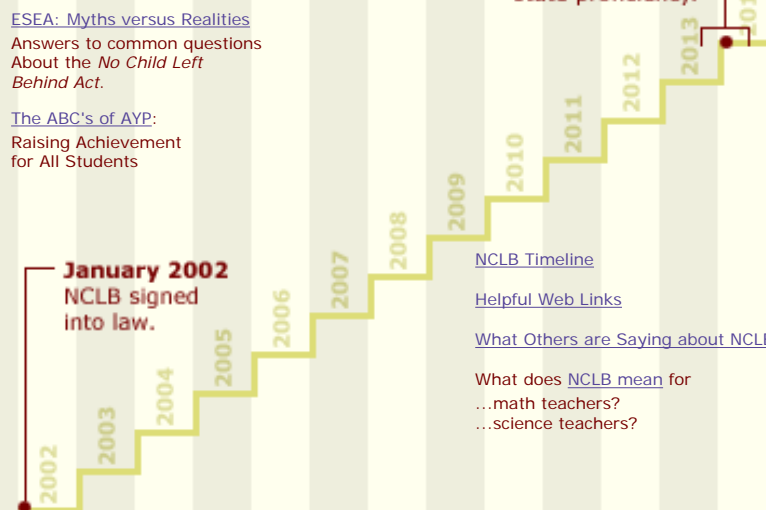 ESEA: Myths versus Realities
Answers to common questions
About the No Child Left
Behind Act.
The ABC's of AYP:
Raising Achievement
for All Students
January 2002
NCLB signed
into law.
2002
2003
2004
2005
2006
2007
2008
2009
2010
2011
2012
2013
NCLB Timeline
Helpful Web Links
What Others are Saying about NCLB
What does NCLB mean for
...math teachers?
...science teachers?